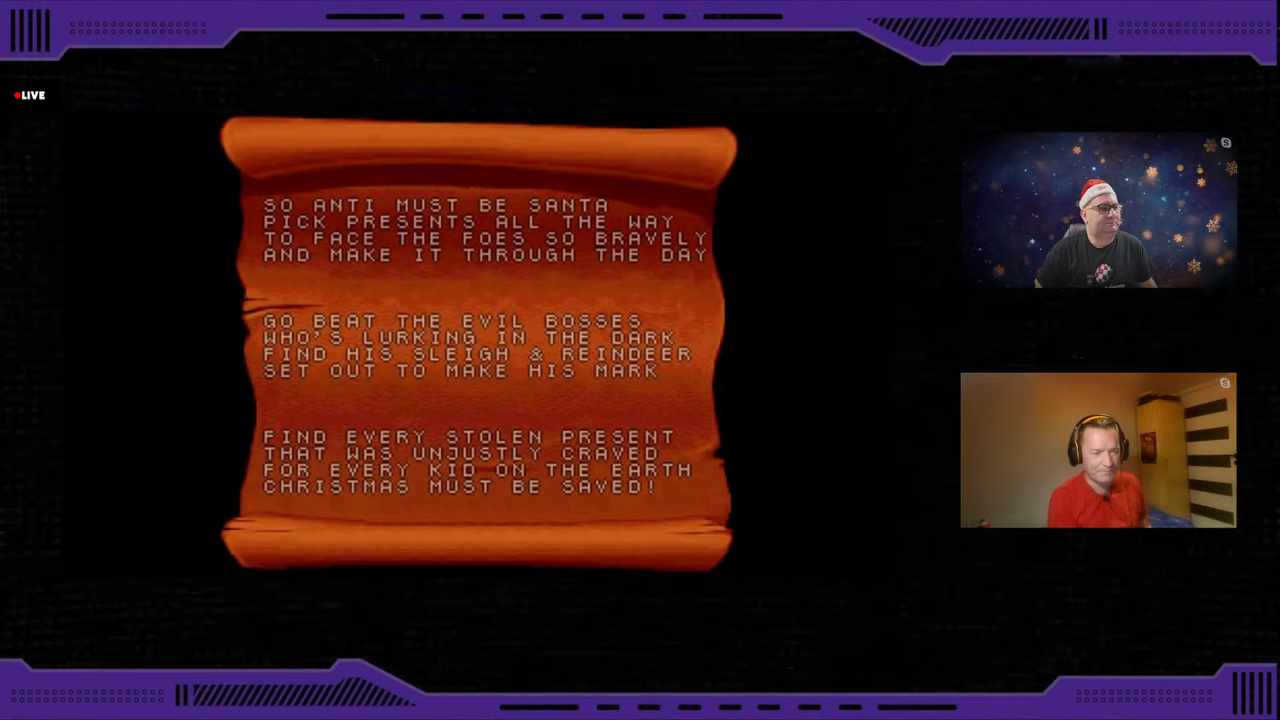 LIVE
SO ANTI MUST BE SANTA
PICK PRESENTS ALL THE WAY
TO FACE THE FOES SO BRAVELY
AND MAKE IT THROUGH THE DAY
GO BEAT THE EVIL BOSSES
WHO'S LURKING IN THE DARK
FIND HIS SLEIGH & REINDEER
SET OUT TO MAKE HIS MARK
FIND EVERY STOLEN PRESENT
THAT WAS UNJUSTLY CRAVED
FOR EVERY KID ON THE EARTH
CHRISTMAS MUST BE SAVED!